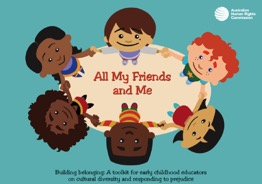 Australian
Human Rights
Commission
All My Friends
and Me
Building belonging: A toolkit for early childhood educators
on cultural diversity and responding to prejudice